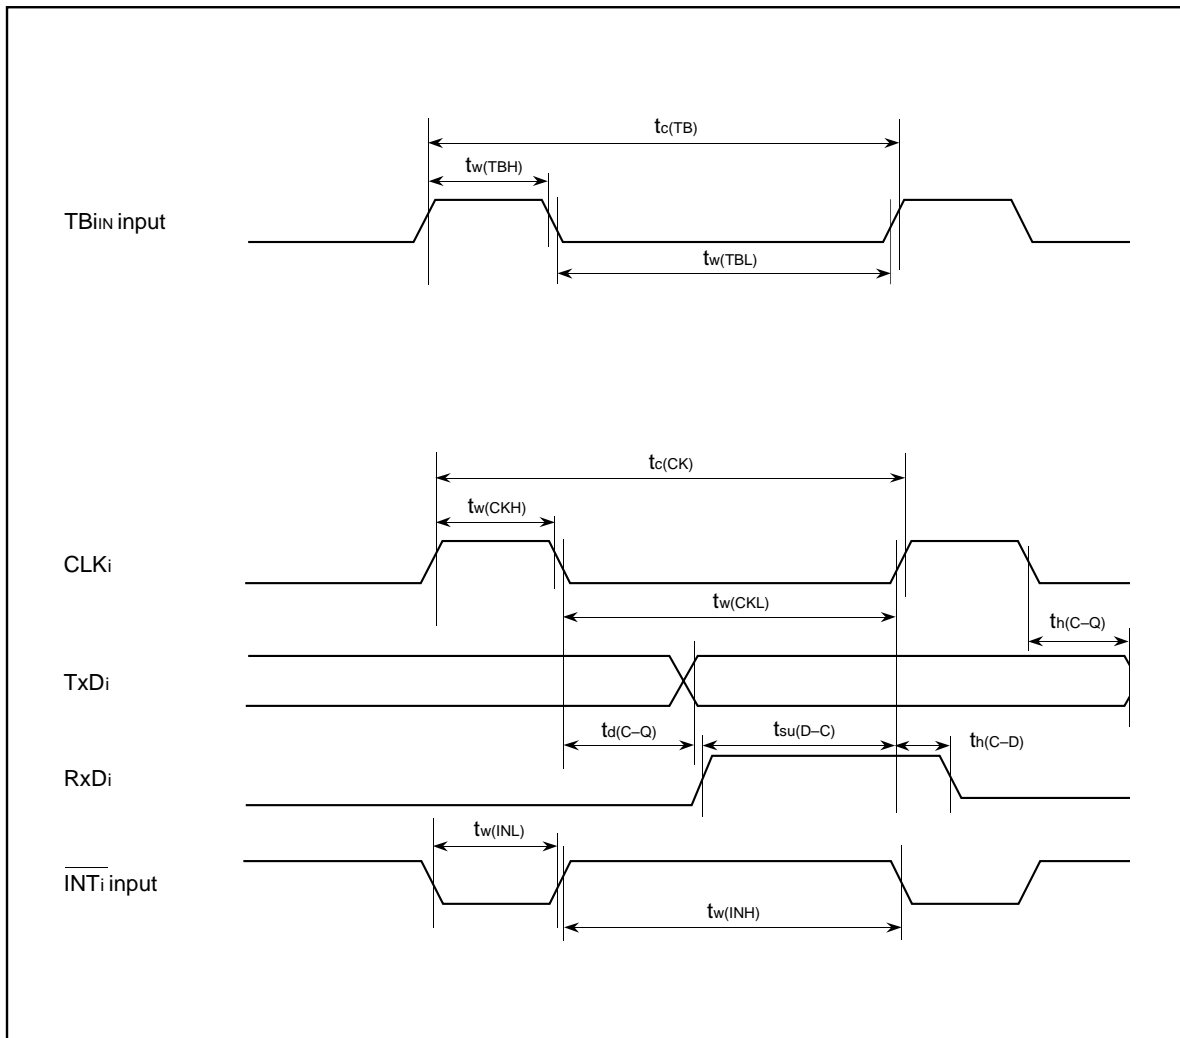 tc(TB)
tw(TBH)
TBiIN input
tw(TBL)
tc(CK)
tw(CKH)
CLKi
tw(CKL)
th(C–Q)
TxDi
td(C–Q)
tsu(D–C)
th(C–D)
RxDi
tw(INL)
INTi input
tw(INH)